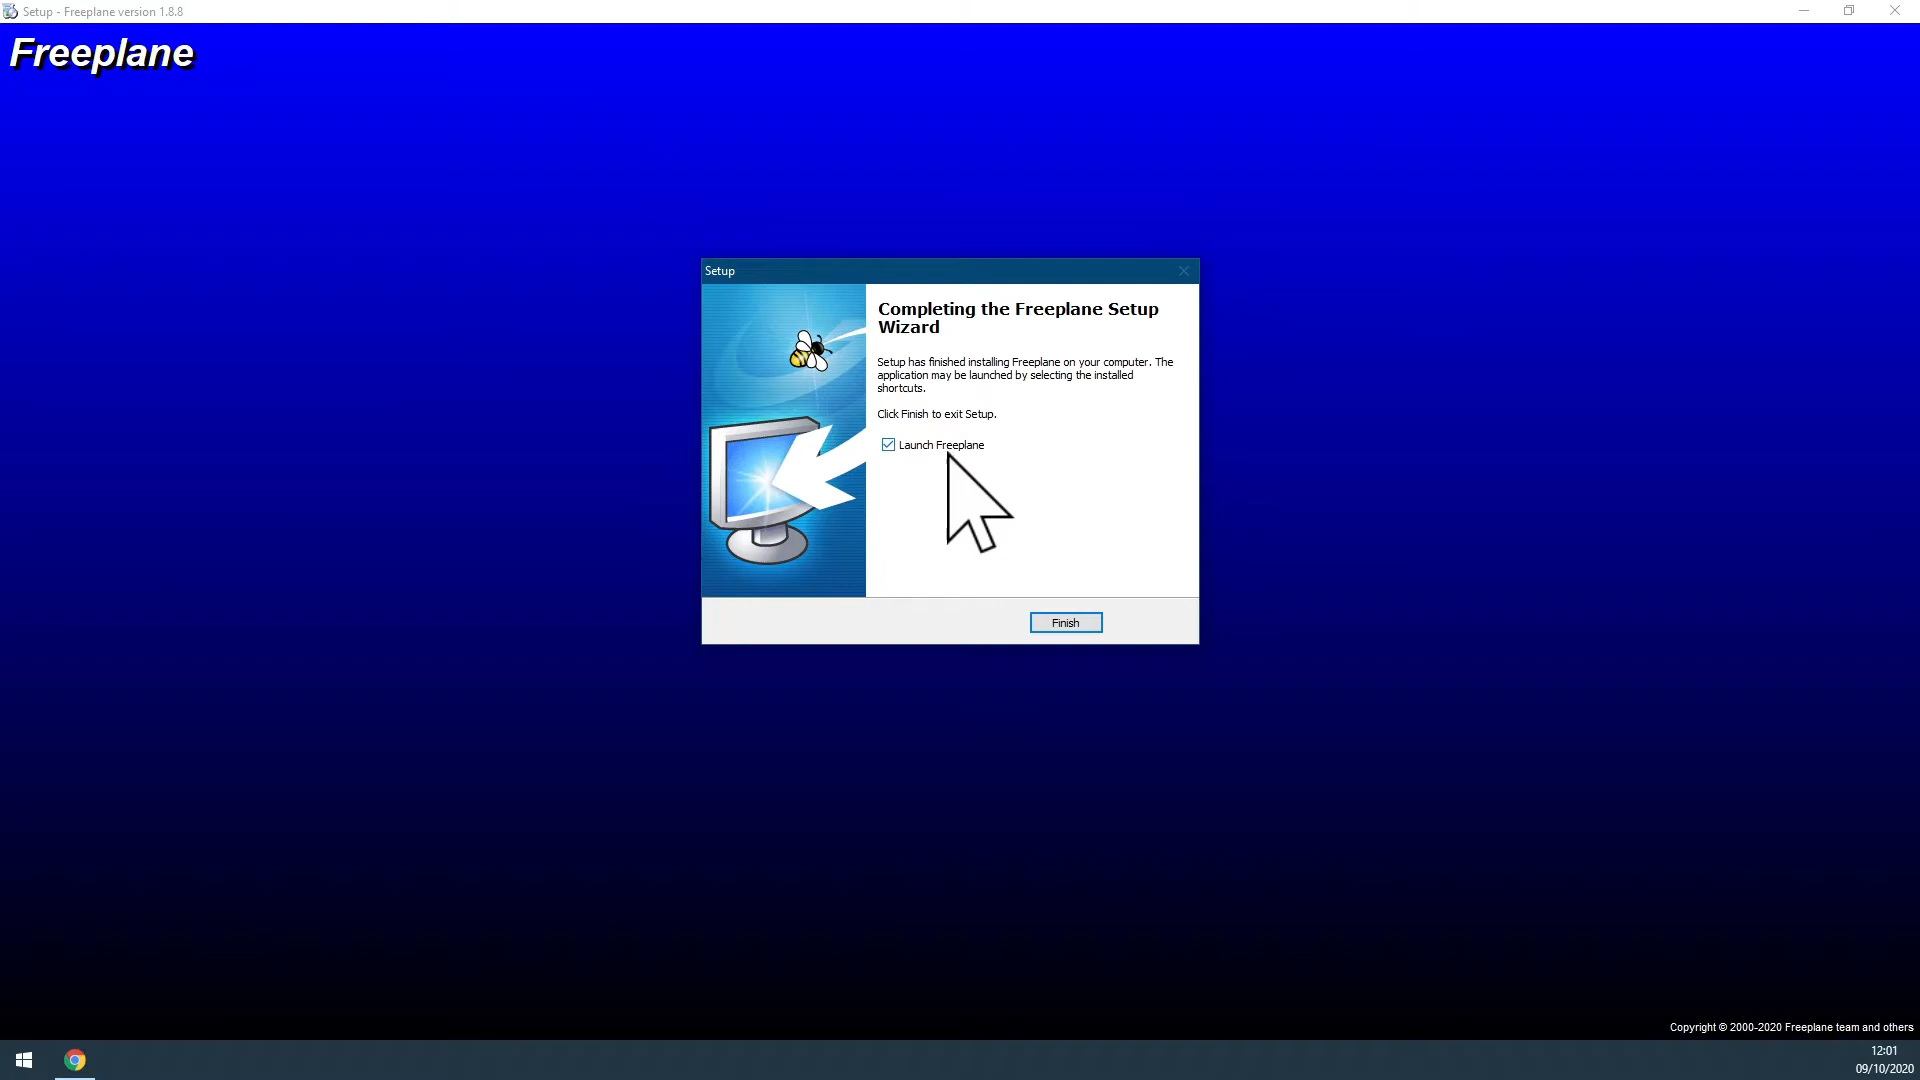 Setup - Freeplane version 1.8.8
Freeplane
Setup
Completing the Freeplane Setup
Wizard
Setup has finished installing Freeplane on your computer. The
application may be launched by selecting the installed
shortcuts.
Click Finish to exit Setup.
Launch Freeplane
Finish
Copyright © 2000-2020 Freeplane team and others
12:01
09/10/2020